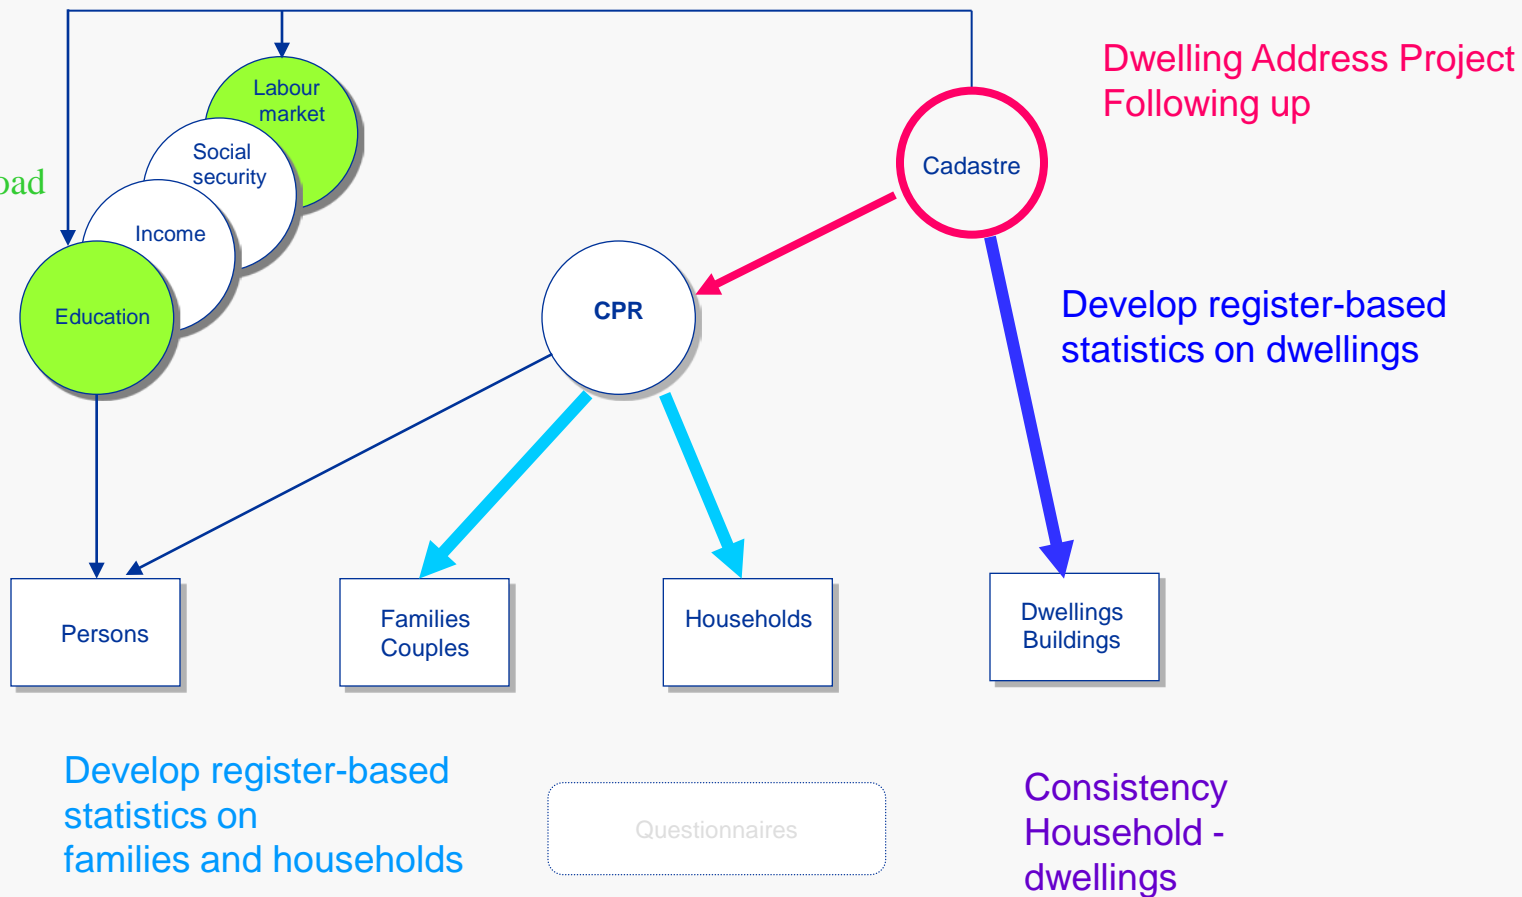 Dwelling Address Project
Following up
Labour
market
Social
security
Income
Education
Cadastre
CPR
Develop register-based
statistics on dwellings
Persons
Families
Couples
Households
Dwellings
Buildings
Develop register-based
statistics on
families and households
Questionnaires
Consistency
Household -
dwellings